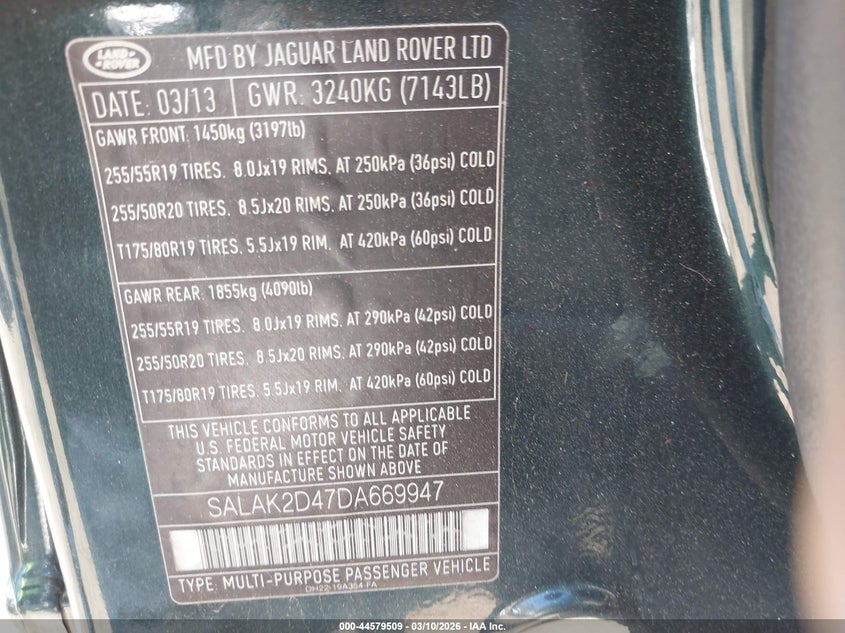 LAND ROVER
MFD BY JAGUAR LAND ROVER LTD
DATE: 03/13 GWR: 3240KG (7143LB)
GAWR FRONT: 1450kg (3197lb)
255/55R19 TIRES. 8.0Jx19 RIMS. AT 250kPa (36psi) COLD
255/50R20 TIRES. 8.5Jx20 RIMS. AT 250kPa (36psi) COLD
T175/80R19 TIRES. 5.5Jx19 RIM. AT 420kPa (60psi) COLD
GAWR REAR: 1855kg (4090lb)
255/55R19 TIRES. 8.0Jx19 RIMS. AT 290kPa (42psi) COLD
255/50R20 TIRES. 8.5Jx20 RIMS. AT 290kPa (42psi) COLD
T175/80R19 TIRES. 5.5Jx19 RIM. AT 420kPa (60psi) COLD
THIS VEHICLE CONFORMS TO ALL APPLICABLE
U.S. FEDERAL MOTOR VEHICLE SAFETY
STANDARDS IN EFFECT ON THE DATE OF
MANUFACTURE SHOWN ABOVE
SALAK2D47DA669947
TYPE: MULTI-PURPOSE PASSENGER VEHICLE
DH22-19A354-FA
000-44579509 - 03/10/2026 - IAA Inc.